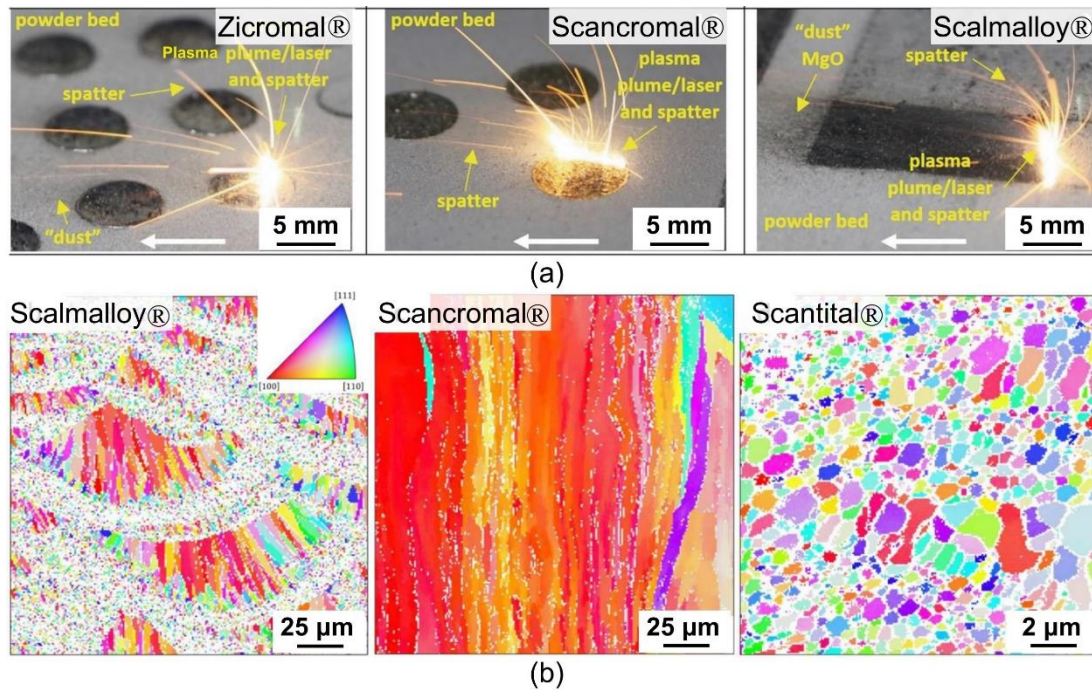 powder bed
Zicromal®
Plasma
plume/laser
and spatter
spatter
"dust"
5 mm
Scancromal®
plasma
plume/laser
and spatter
spatter
5 mm
Scalmalloy®
"dust"
MgO
spatter
plasma
plume/laser
and spatter
powder bed
5 mm
(a)
Scalmalloy®
[111]
[100]
[110]
25 µm
Scancromal®
25 µm
Scantital®
2 µm
(b)